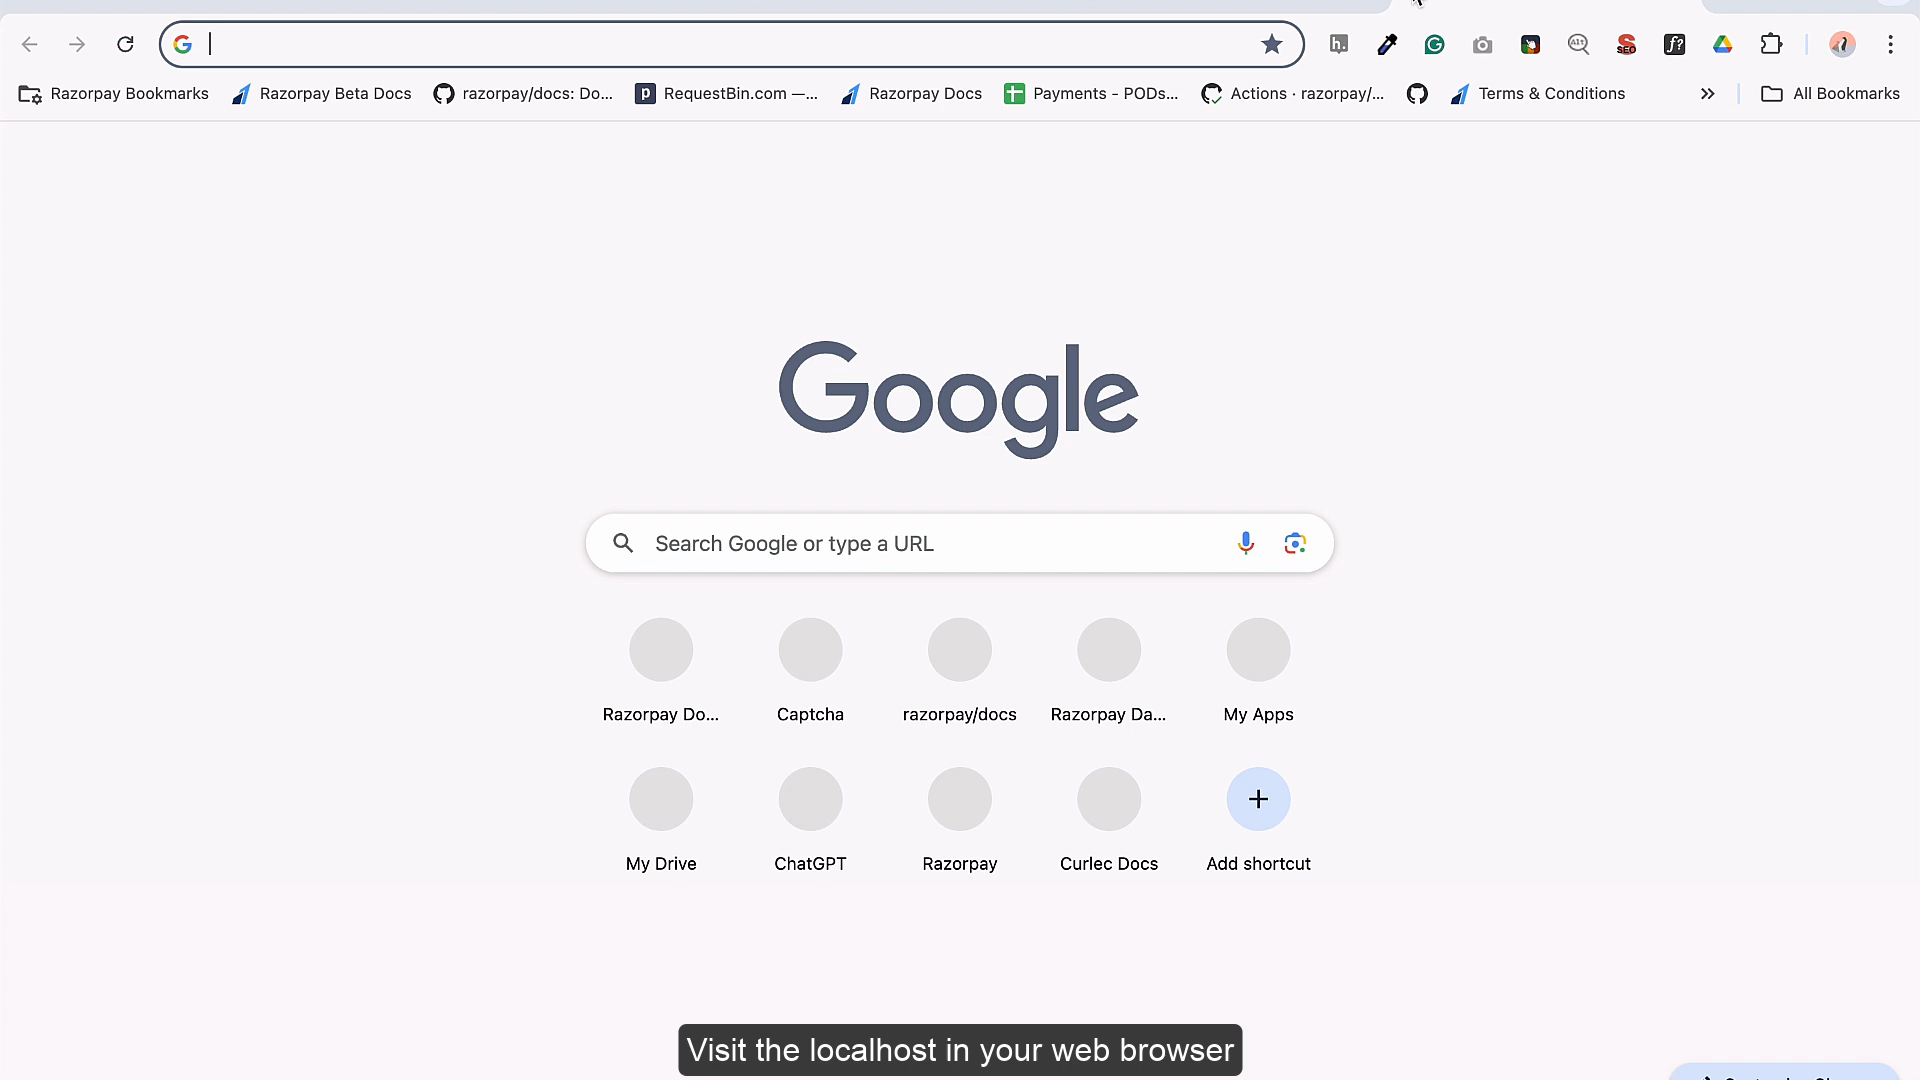 Razorpay Bookmarks
Razorpay Beta Docs
razorpay/docs: Do...
RequestBin.com —...
Razorpay Docs
Payments - PODs...
Actions · razorpay/...
Terms & Conditions
All Bookmarks
Google
Search Google or type a URL
Razorpay Do...
Captcha
razorpay/docs
Razorpay Da...
My Apps
My Drive
ChatGPT
Razorpay
Curlec Docs
Add shortcut
Visit the localhost in your web browser